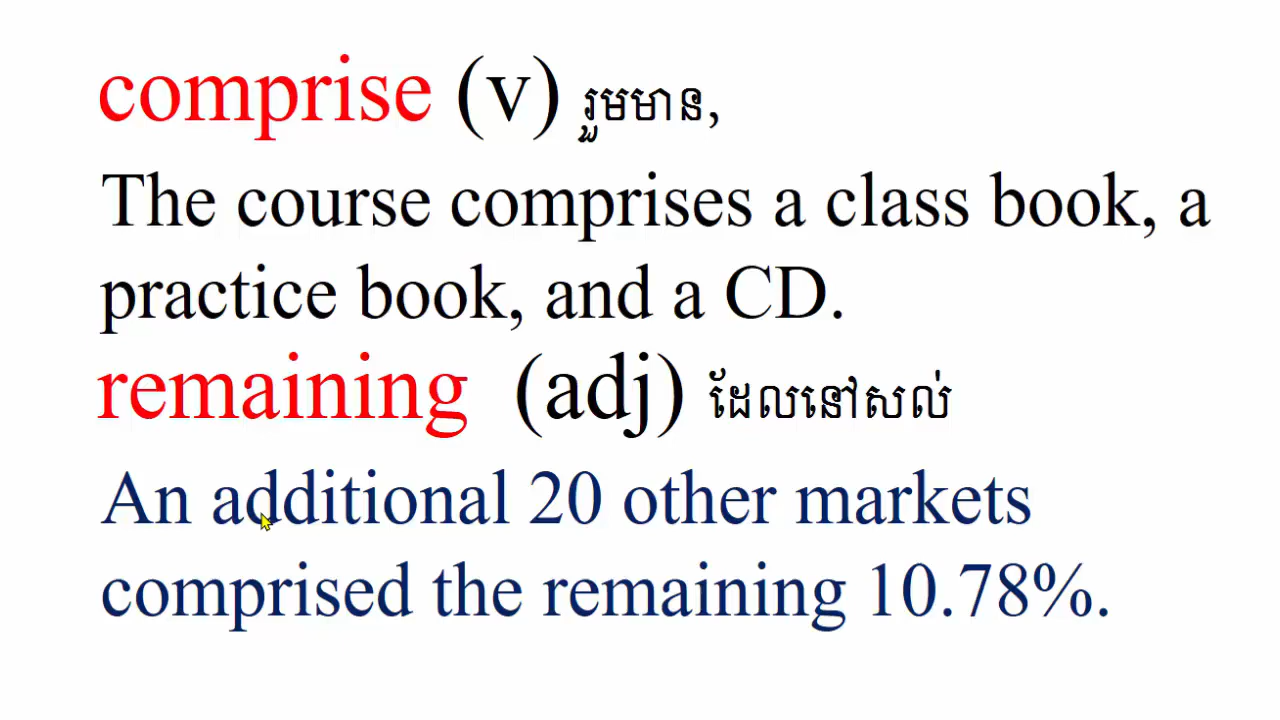 comprise (v) រួមមាន,
The course comprises a class book, a
practice book, and a CD.
remaining (adj) ដែលនៅសល់
An additional 20 other markets
comprised the remaining 10.78%.